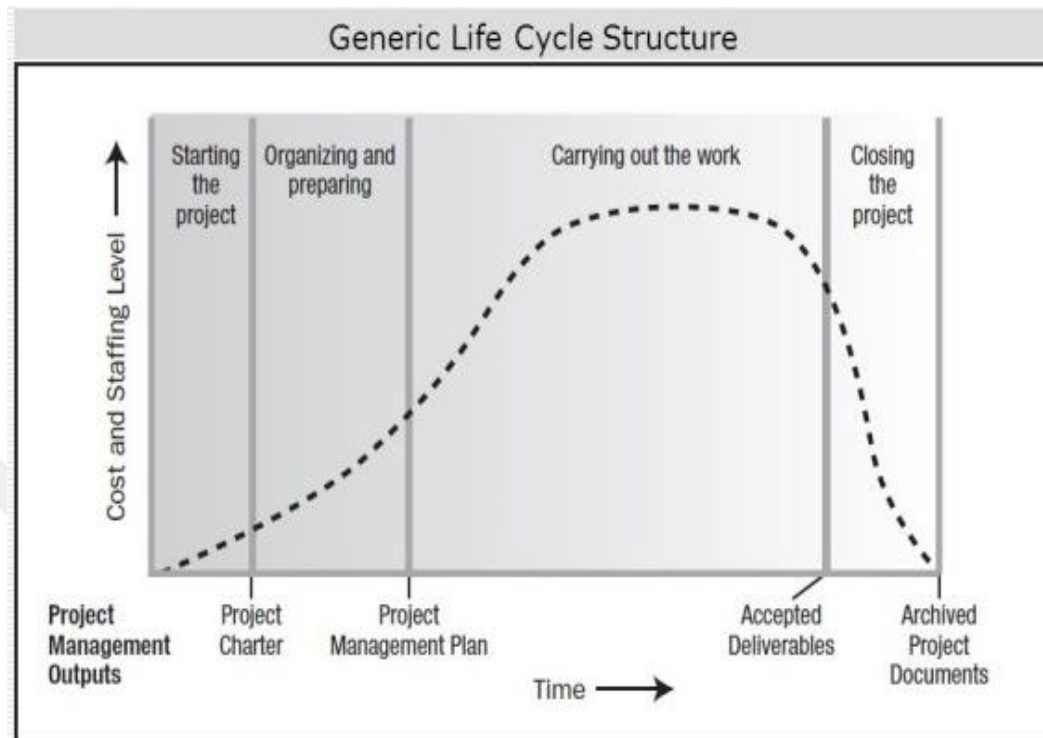 Generic Life Cycle Structure
Cost and Staffing Level
Starting
the
project
Organizing and
preparing
Carrying out the work
Closing
the
project
Project
Management
Outputs
Project
Charter
Project
Management Plan
Accepted
Deliverables
Archived
Project
Documents
Time